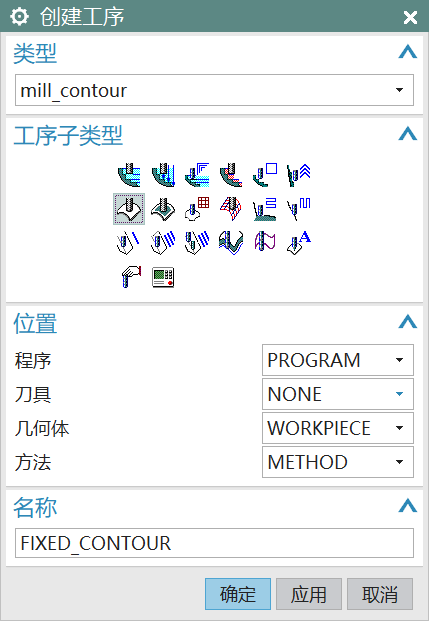 创建工序
类型
mill_contour
工序子类型
A
位置
程序 PROGRAM
刀具 NONE
几何体 WORKPIECE
方法 METHOD
名称
FIXED_CONTOUR
确定 应用 取消